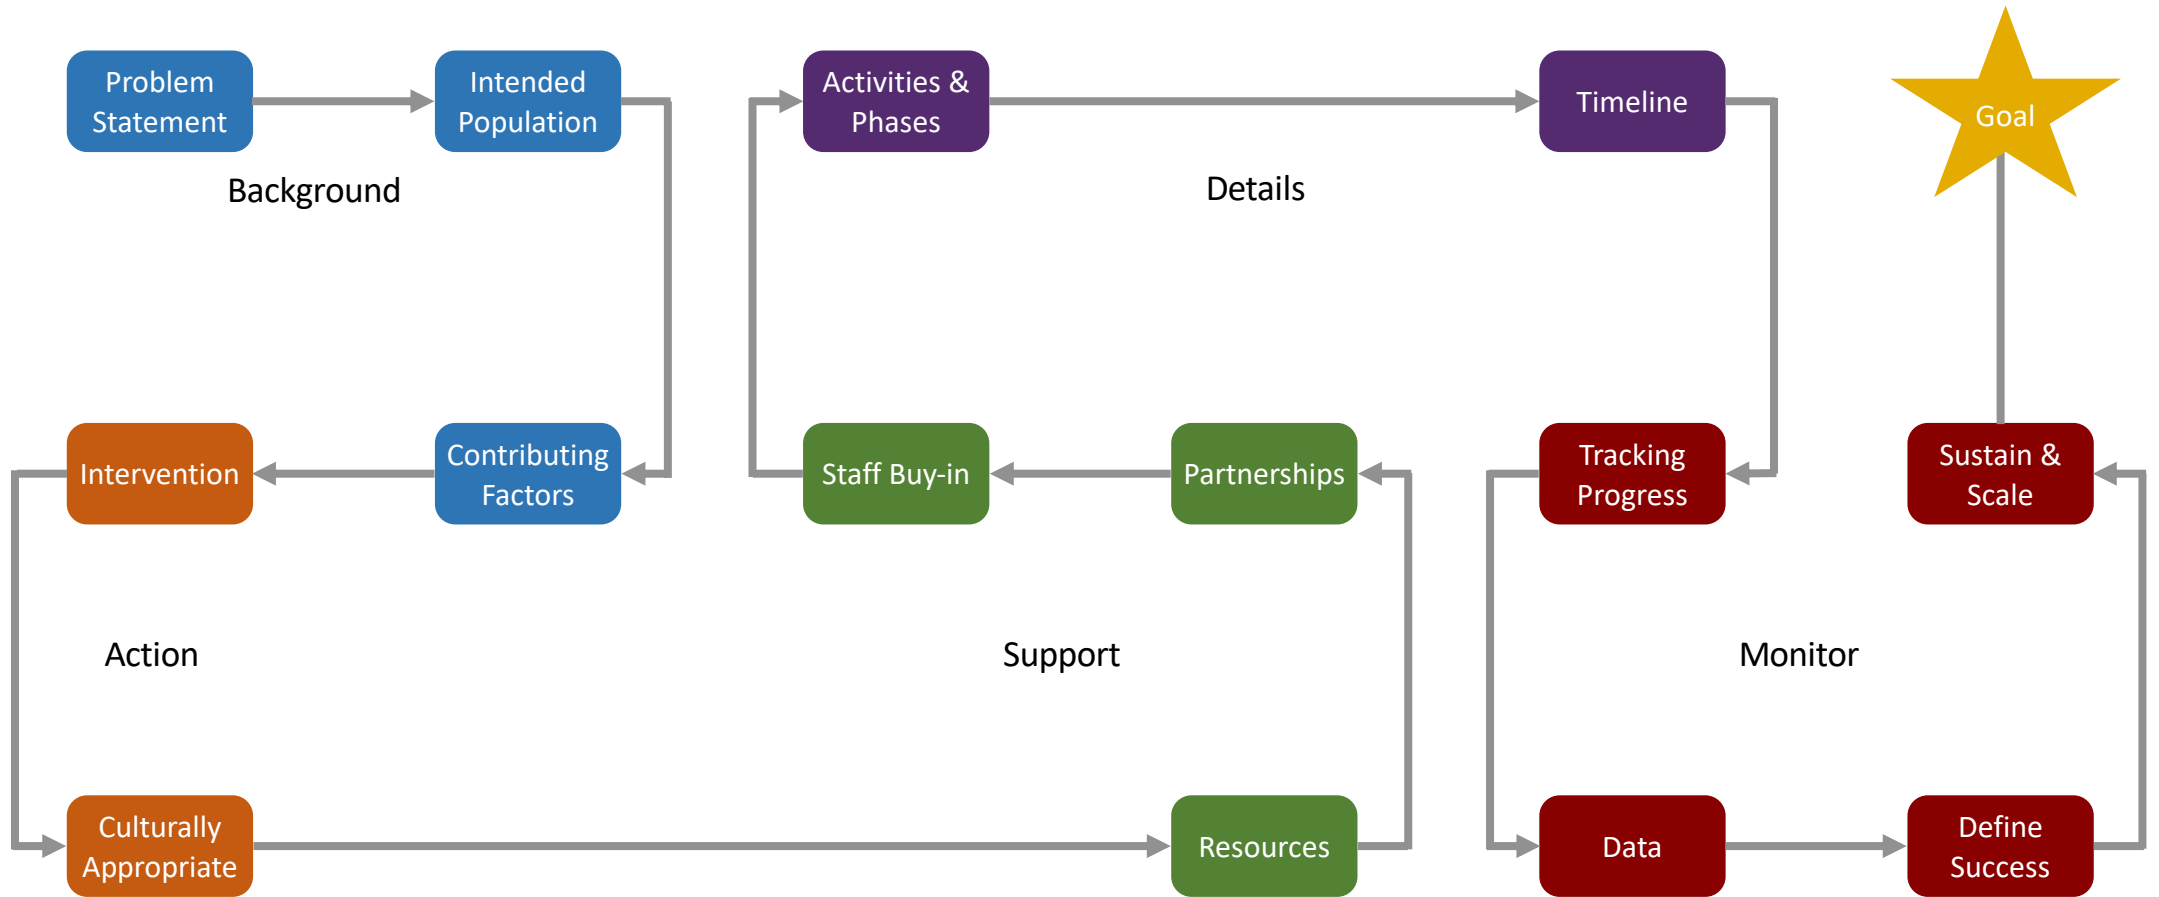 Problem
Statement
Intended
Population
Activities &
Phases
Timeline
Goal
Background
Details
Intervention
Contributing
Factors
Staff Buy-in
Partnerships
Tracking
Progress
Sustain &
Scale
Action
Support
Monitor
Culturally
Appropriate
Resources
Data
Define
Success